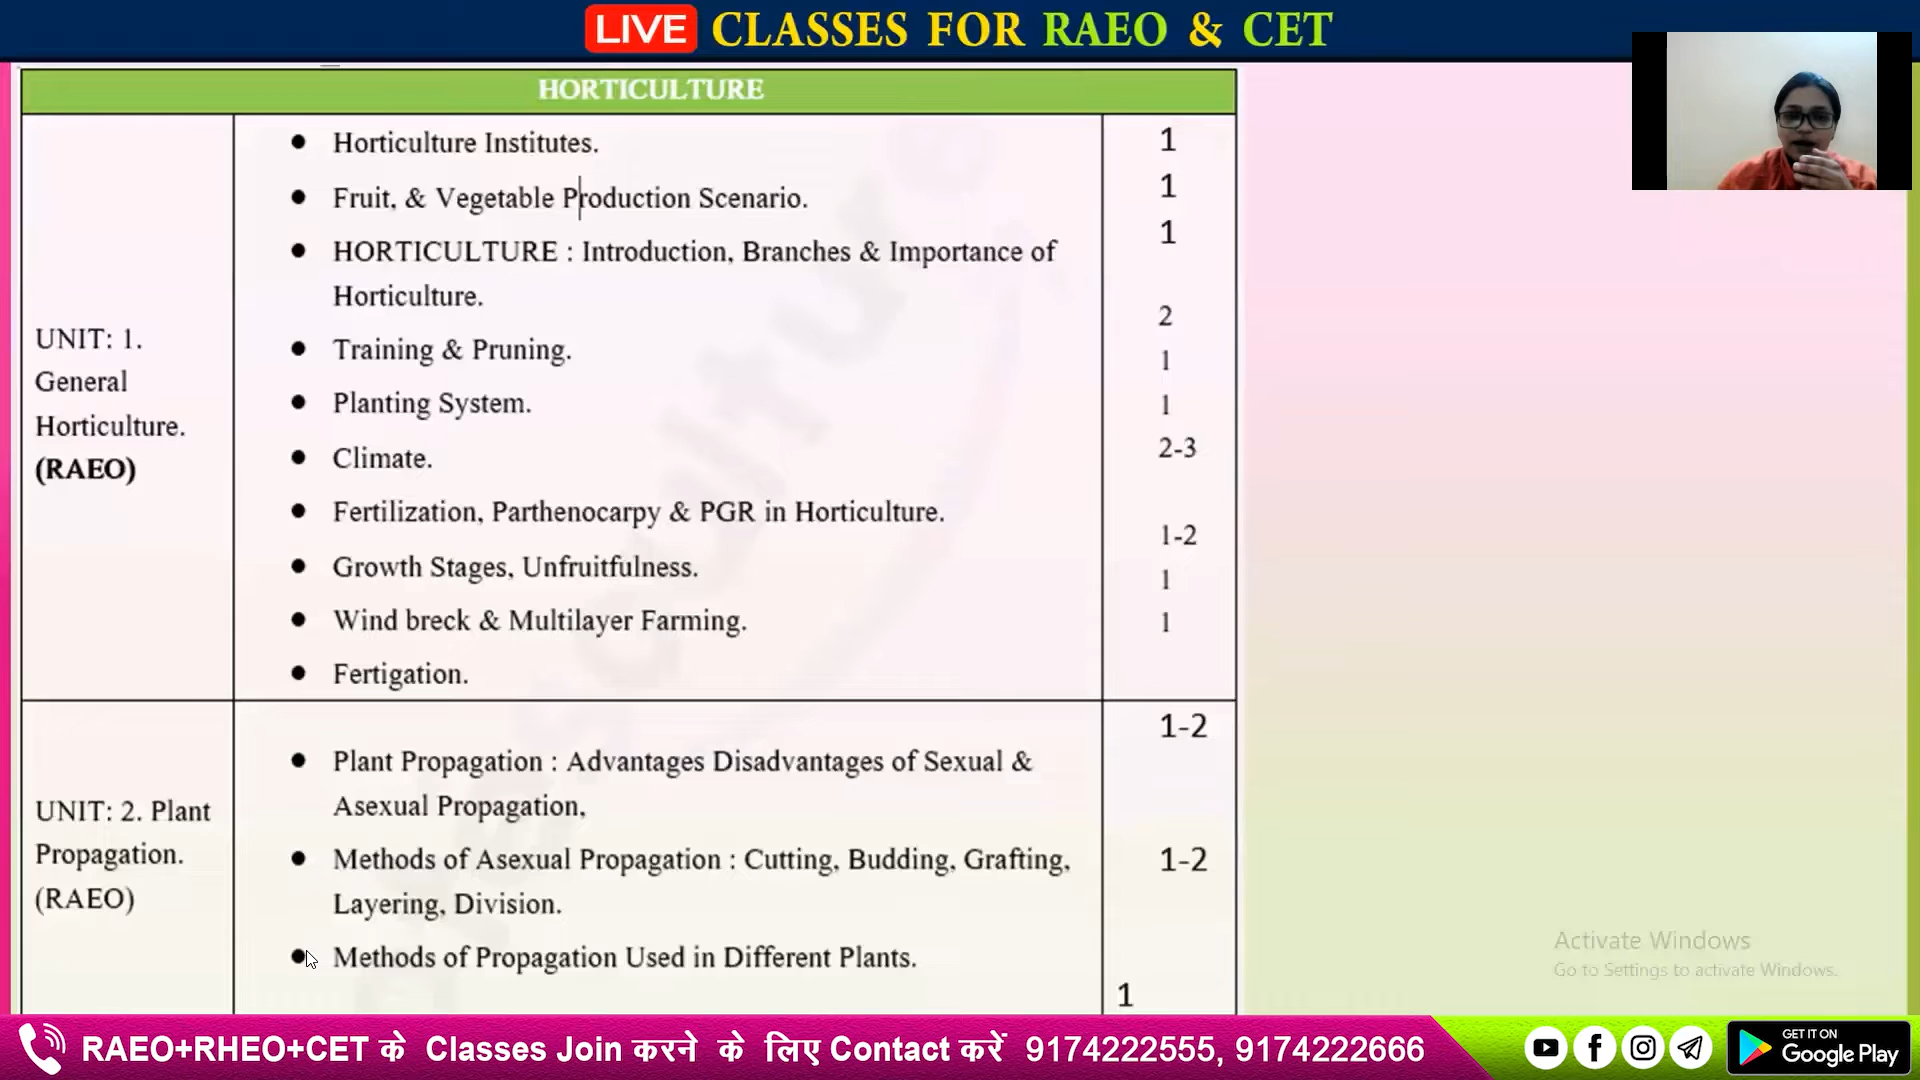 LIVE CLASSES FOR RAEO & CET
HORTICULTURE
UNIT: 1.
General
Horticulture.
(RAEO)
● Horticulture Institutes.
● Fruit, & Vegetable Production Scenario.
● HORTICULTURE : Introduction, Branches & Importance of
Horticulture.
● Training & Pruning.
● Planting System.
● Climate.
● Fertilization, Parthenocarpy & PGR in Horticulture.
● Growth Stages, Unfruitfulness.
● Wind breck & Multilayer Farming.
● Fertigation.
1
1
1
2
1
1
2-3
1-2
1
1
UNIT: 2. Plant
Propagation.
(RAEO)
● Plant Propagation : Advantages Disadvantages of Sexual &
Asexual Propagation,
● Methods of Asexual Propagation : Cutting, Budding, Grafting,
Layering, Division.
● Methods of Propagation Used in Different Plants.
1-2
1-2
1
Activate Windows
Go to Settings to activate Windows.
RAEO+RHEO+CET के Classes Join करने के लिए Contact करें 9174222555, 9174222666
GET IT ON
Google Play